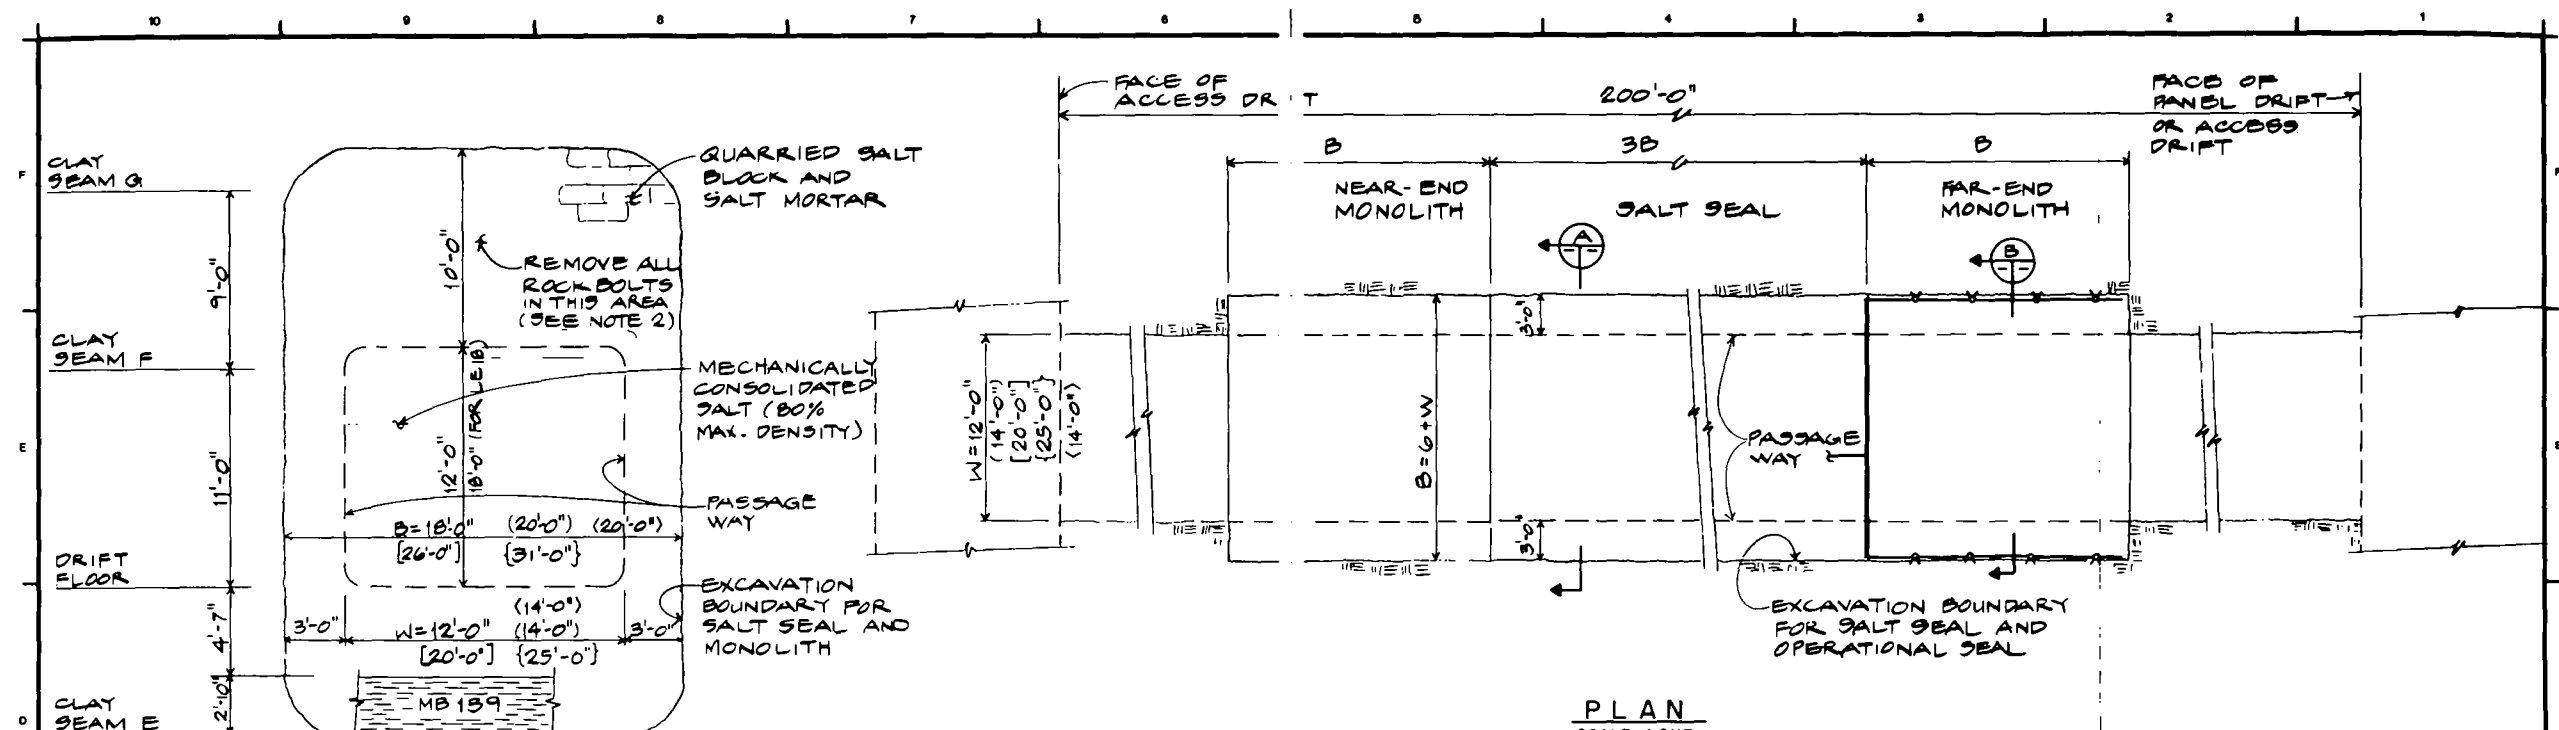 10 9 8 7 6 5 4 3 2 1
FACE OF
ACCESS DR T
200'-0"
FACE OF
PANEL DRIFT
OR ACCESS
DRIFT
B
3B
B
NEAR-END
MONOLITH
SALT SEAL
FAR-END
MONOLITH
A
B
CLAY
SEAM G
F
F
QUARRIED SALT
BLOCK AND
SALT MORTAR
10'-0"
9'-0"
REMOVE ALL
ROCK BOLTS
IN THIS AREA
(SEE NOTE 2)
CLAY
SEAM F
MECHANICALLY
CONSOLIDATED
SALT (80%
MAX. DENSITY)
12'-0"
18'-0" (FOR LE1B)
11'-0"
E
PASSAGE
WAY
B=18'-0" (20'-0") ⟨20'-0"⟩
[26'-0"] {31'-0"}
DRIFT
FLOOR
EXCAVATION
BOUNDARY FOR
SALT SEAL AND
MONOLITH
⟨14'-0"⟩
3'-0" W=12'-0" (14'-0") 3'-0"
[20'-0"] {25'-0"}
4'-7"
2'-10"
MB 139
CLAY
SEAM E
D
W=12'-0"
(14'-0")
[20'-0"]
{25'-0"}
⟨14'-0"⟩
B=6+W
3'-0"
3'-0"
PASSAGE
WAY
EXCAVATION BOUNDARY
FOR SALT SEAL AND
OPERATIONAL SEAL
PLAN